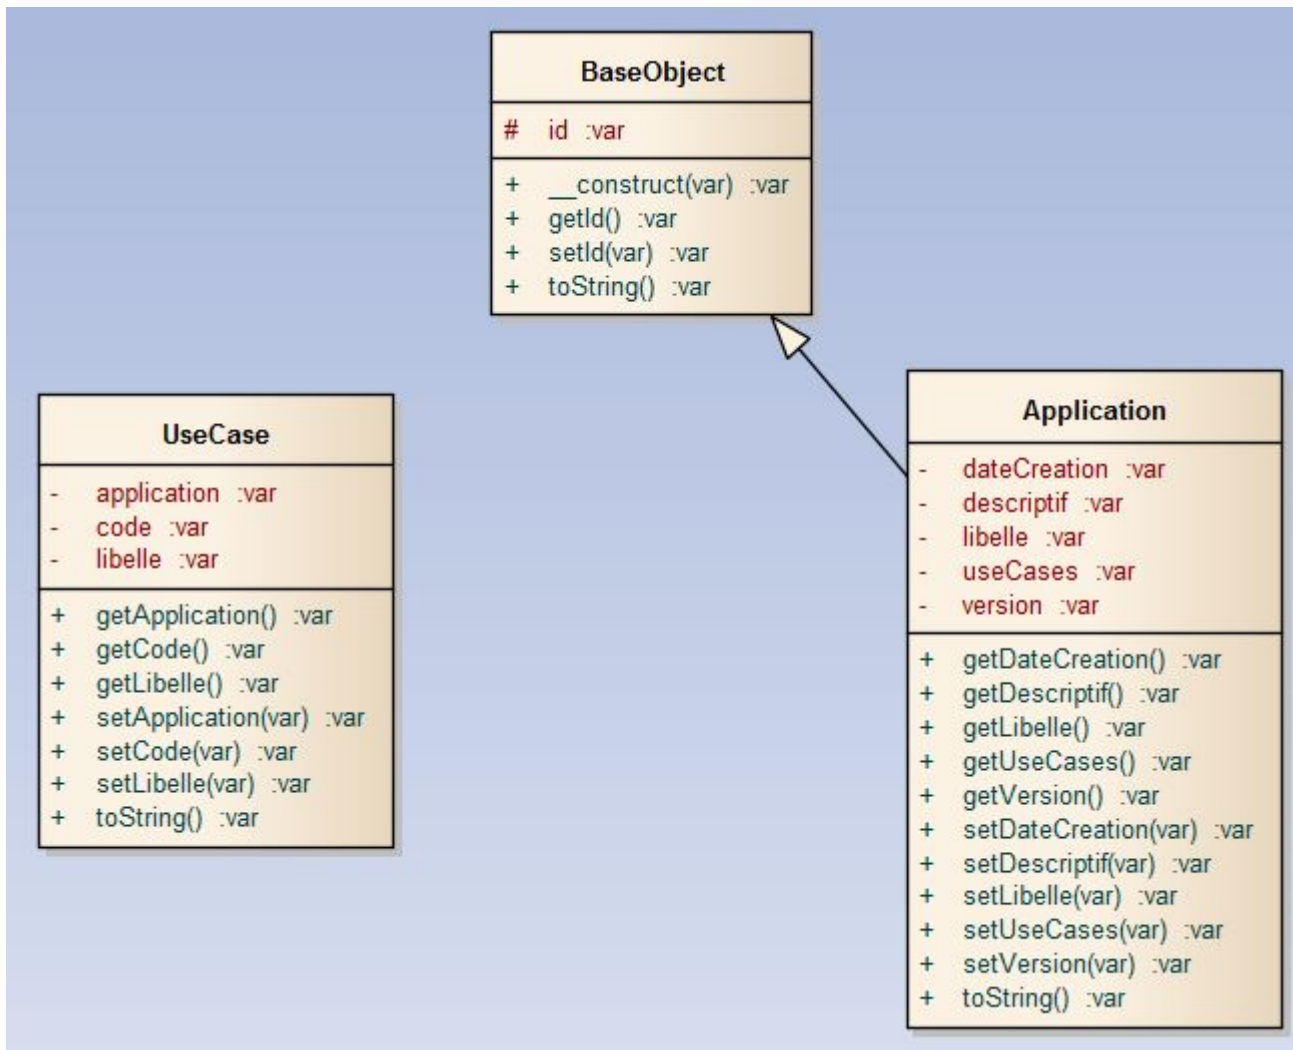 BaseObject
# id :var
+ __construct(var) :var
+ getId() :var
+ setId(var) :var
+ toString() :var
UseCase
- application :var
- code :var
- libelle :var
+ getApplication() :var
+ getCode() :var
+ getLibelle() :var
+ setApplication(var) :var
+ setCode(var) :var
+ setLibelle(var) :var
+ toString() :var
Application
- dateCreation :var
- descriptif :var
- libelle :var
- useCases :var
- version :var
+ getDateCreation() :var
+ getDescriptif() :var
+ getLibelle() :var
+ getUseCases() :var
+ getVersion() :var
+ setDateCreation(var) :var
+ setDescriptif(var) :var
+ setLibelle(var) :var
+ setUseCases(var) :var
+ setVersion(var) :var
+ toString() :var